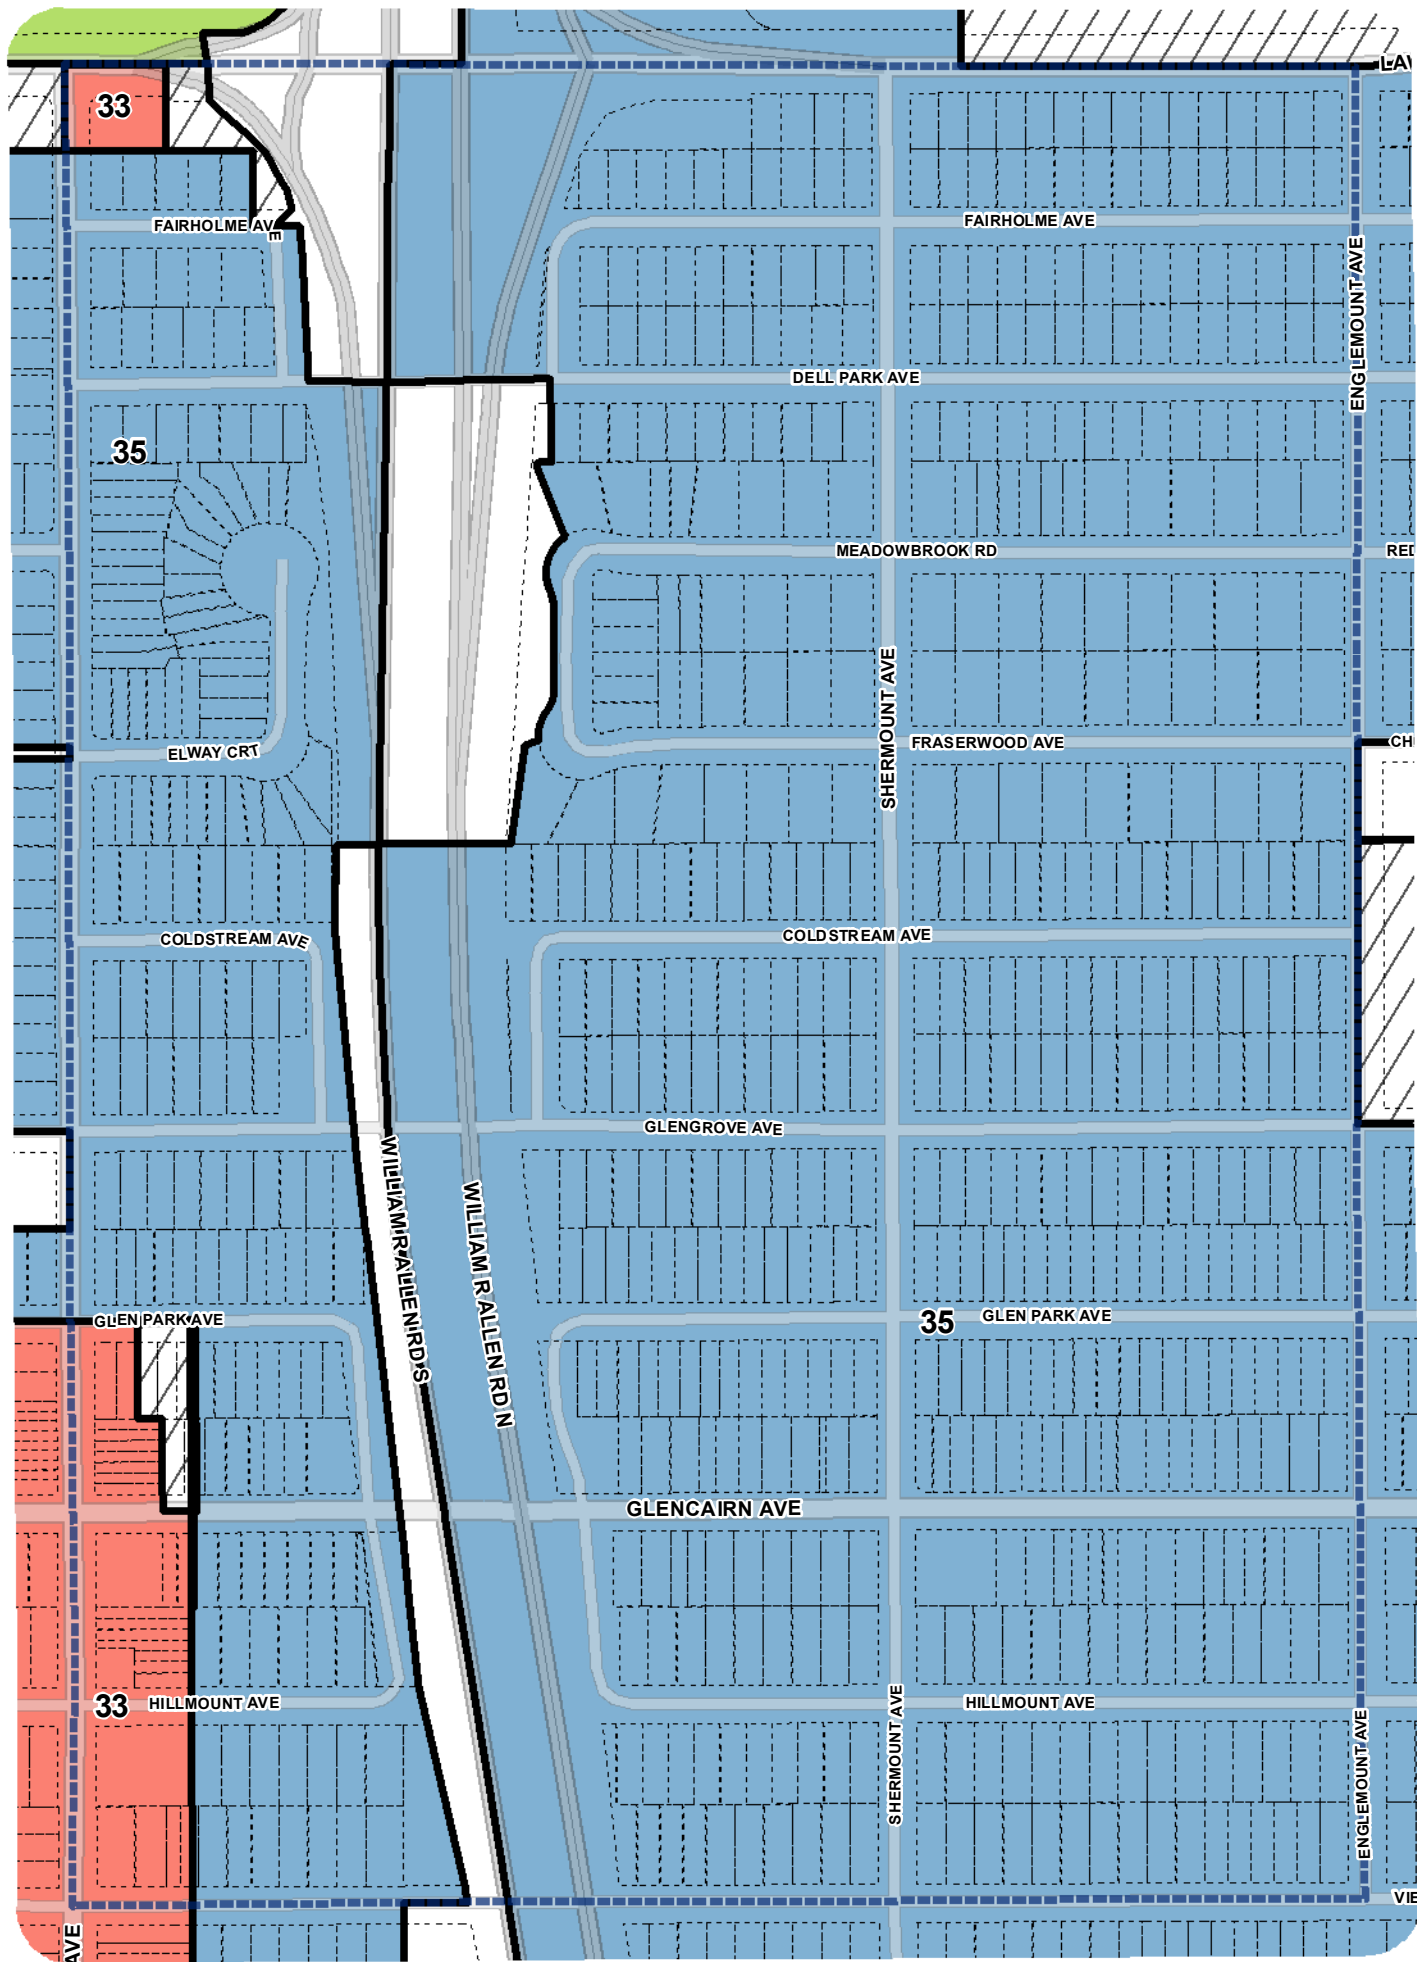 LAW
33
FAIRHOLME AVE
FAIRHOLME AVE
ENGLEMOUNT AVE
DELL PARK AVE
35
MEADOWBROOK RD
RED
SHERMOUNT AVE
ELWAY CRT
FRASERWOOD AVE
CH
COLDSTREAM AVE
COLDSTREAM AVE
GLENGROVE AVE
WILLIAM R ALLEN RD S
WILLIAM R ALLEN RD N
GLEN PARK AVE
35
GLEN PARK AVE
GLENCAIRN AVE
33
HILLMOUNT AVE
HILLMOUNT AVE
SHERMOUNT AVE
ENGLEMOUNT AVE
VIE
AVE